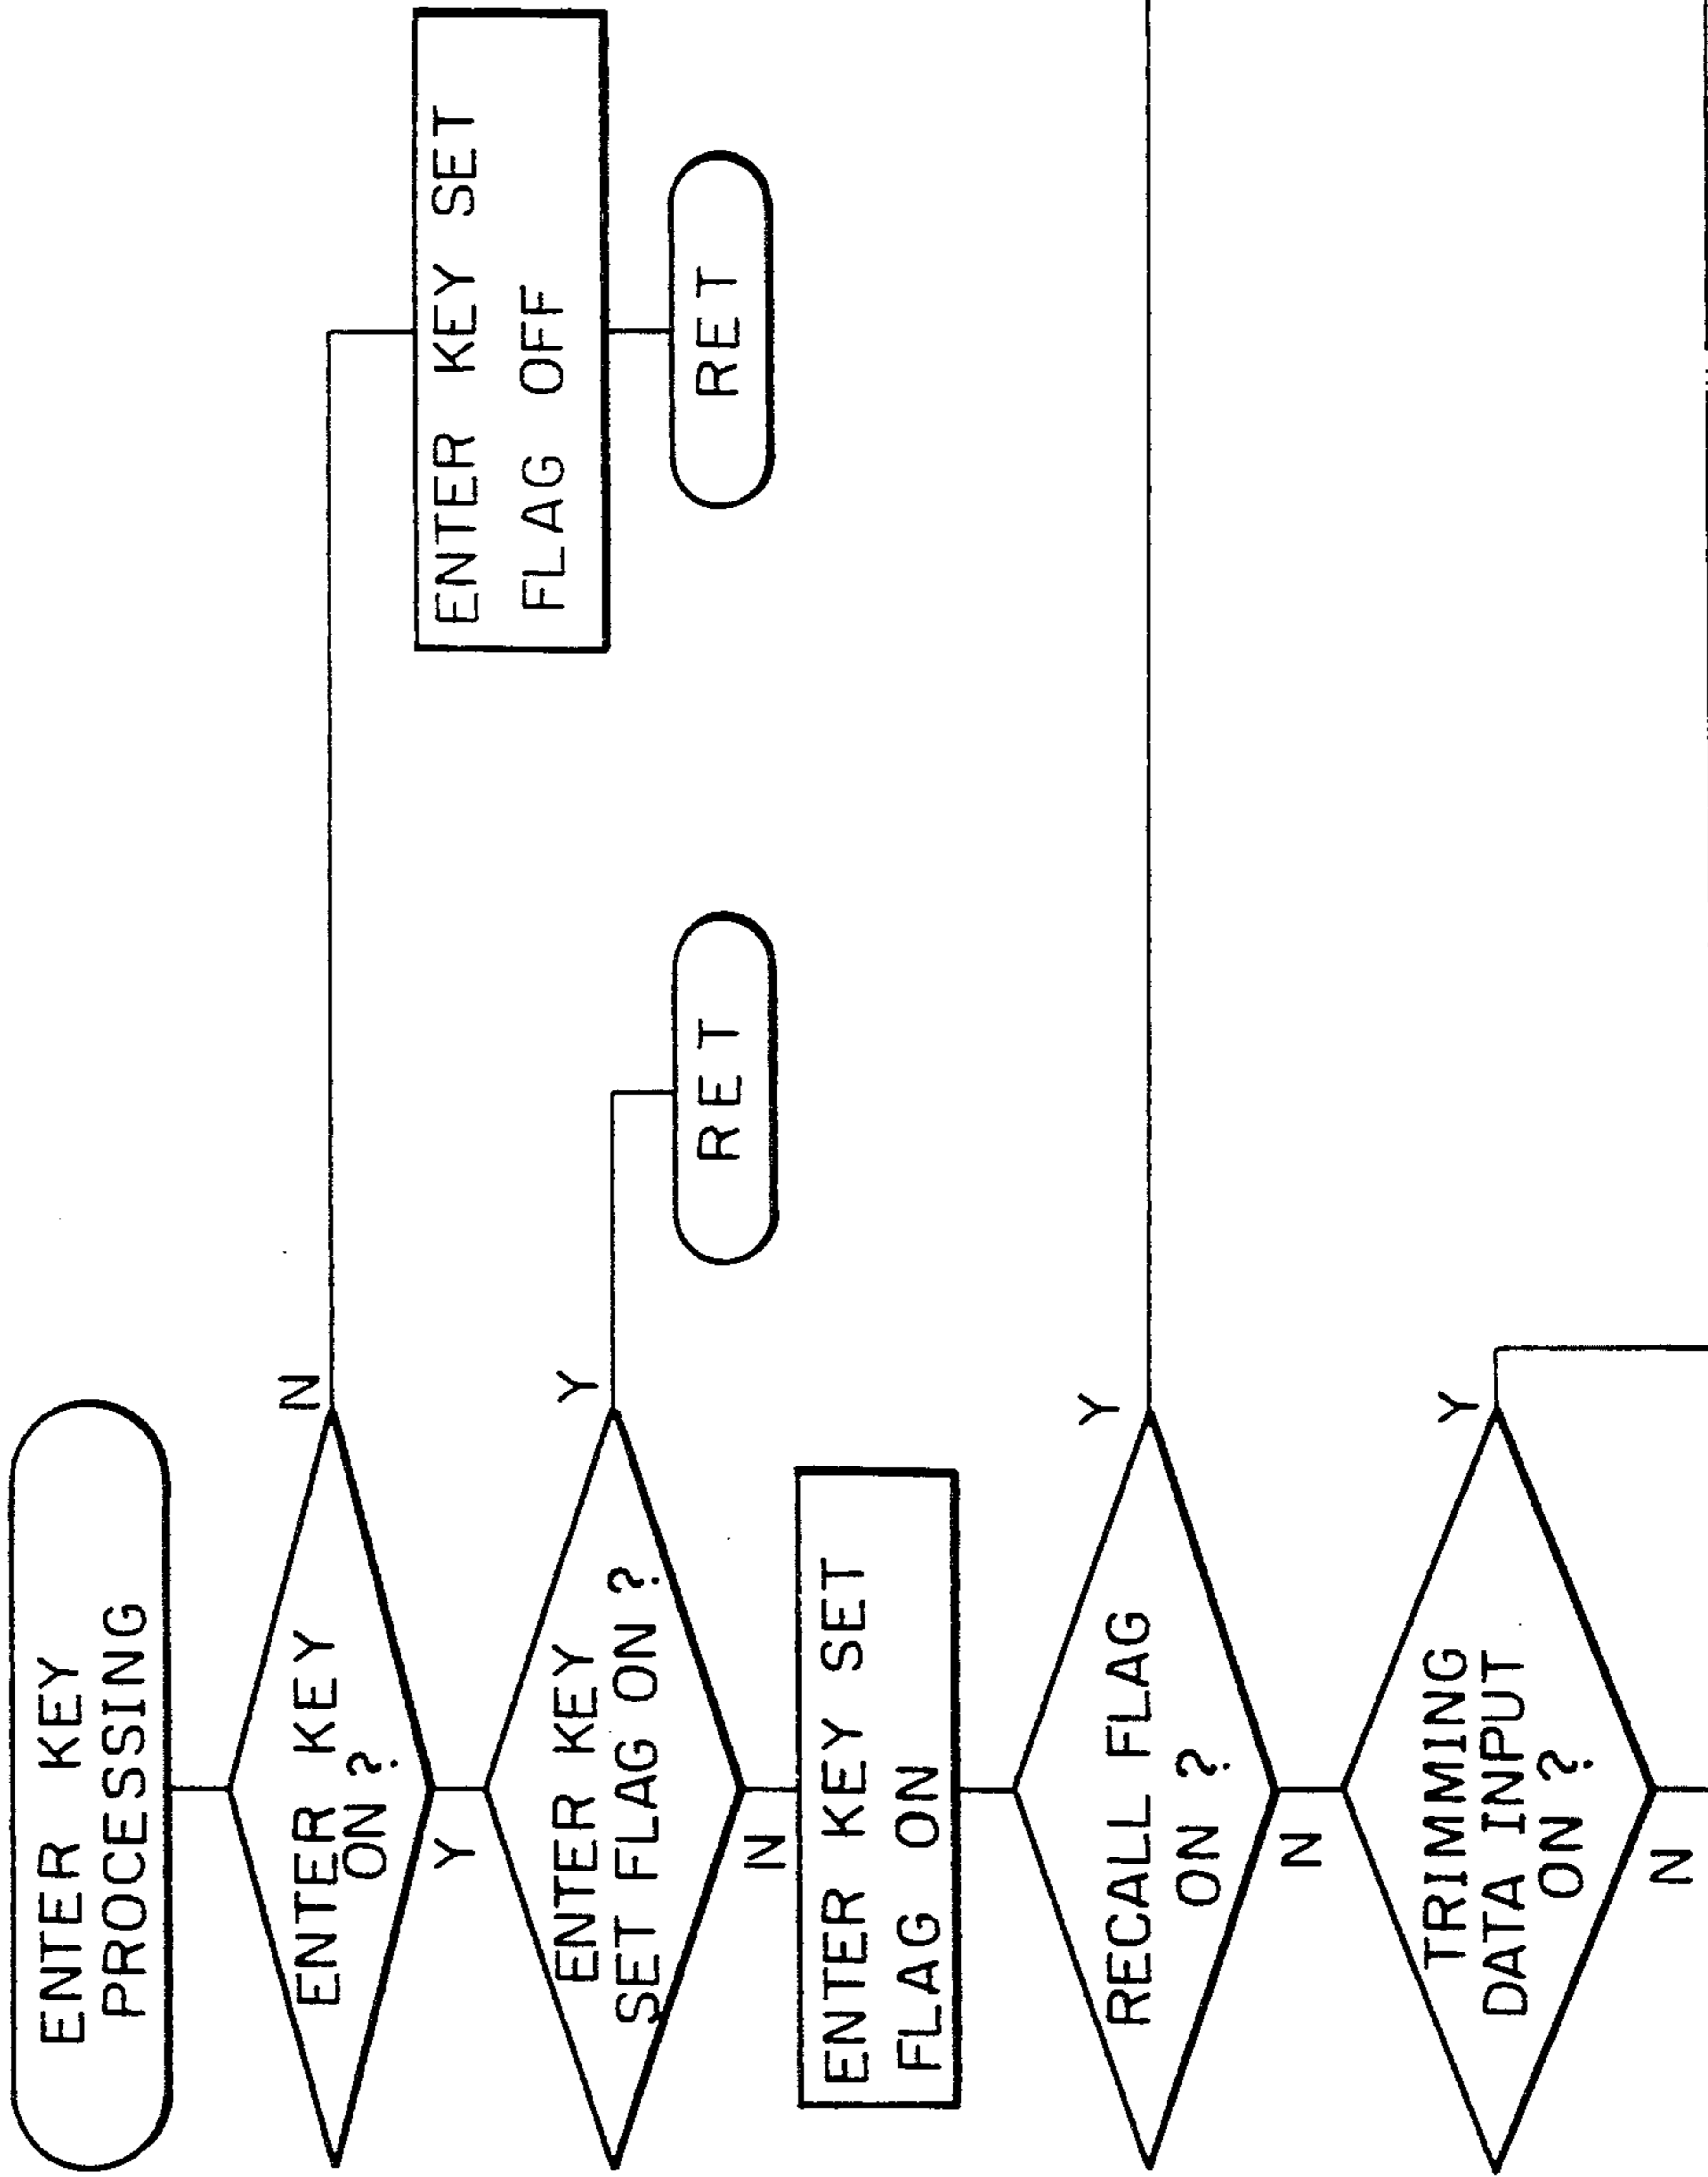 ENTER KEY
PROCESSING
ENTER KEY
ON ?
N
Y
ENTER KEY SET
FLAG OFF
RET
ENTER KEY
SET FLAG ON ?
Y
N
RET
ENTER KEY SET
FLAG ON
RECALL FLAG
ON ?
Y
N
TRIMMING
DATA INPUT
ON ?
Y
N